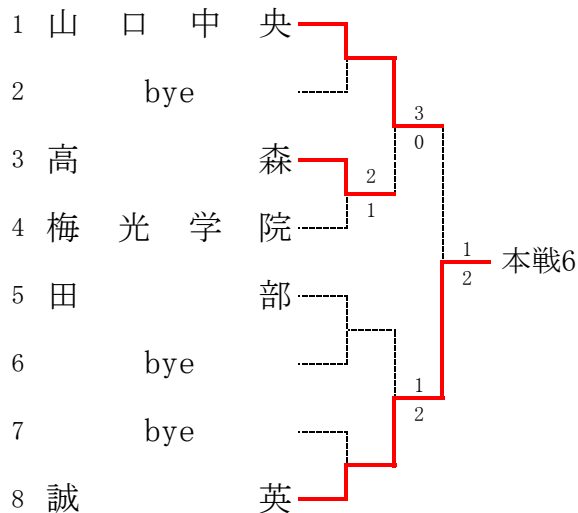 1 山口中央
2 bye
3 高森
4 梅光学院
5 田部
6 bye
7 bye
8 誠英
3
0
2
1
1
2
1
2
本戦6